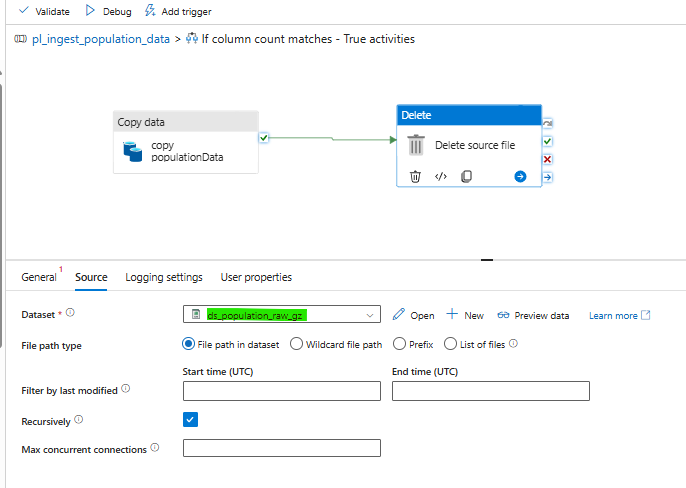 Validate Debug Add trigger
pl_ingest_population_data > If column count matches - True activities
Copy data
copy
populationData
Delete
Delete source file
General 1 Source Logging settings User properties
Dataset * ds_population_raw_gz Open New Preview data Learn more
File path type File path in dataset Wildcard file path Prefix List of files
Start time (UTC) End time (UTC)
Filter by last modified
Recursively
Max concurrent connections